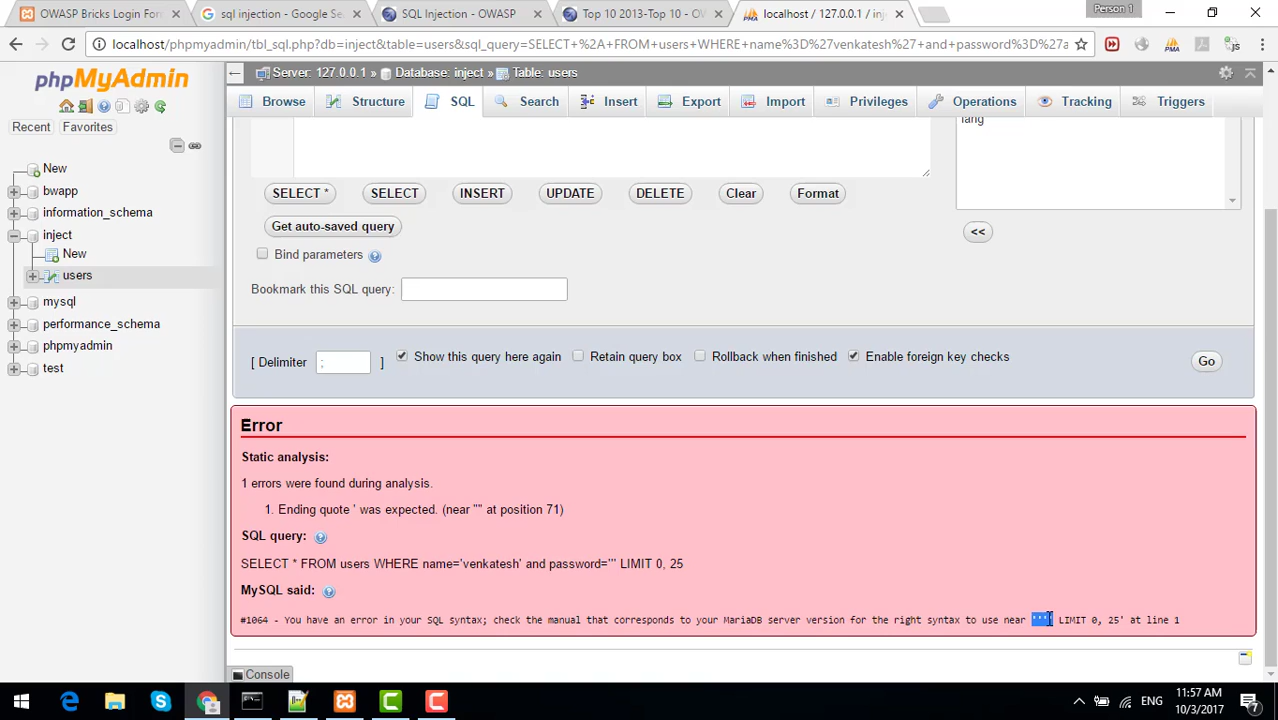 OWASP Bricks Login For
sql injection - Google Se
SQL Injection - OWASP
Top 10 2013-Top 10 - OV
localhost / 127.0.0.1 / inj
Person 1
localhost/phpmyadmin/tbl_sql.php?db=inject&table=users&sql_query=SELECT+%2A+FROM+users+WHERE+name%3D%27venkatesh%27+and+password%3D%27a
phpMyAdmin
Recent
Favorites
New
bwapp
information_schema
inject
New
users
mysql
performance_schema
phpmyadmin
test
Server: 127.0.0.1 » Database: inject » Table: users
Browse
Structure
SQL
Search
Insert
Export
Import
Privileges
Operations
Tracking
Triggers
lang
SELECT *
SELECT
INSERT
UPDATE
DELETE
Clear
Format
<<
Get auto-saved query
Bind parameters
Bookmark this SQL query:
[ Delimiter ; ]
Show this query here again
Retain query box
Rollback when finished
Enable foreign key checks
Go
Error
Static analysis:
1 errors were found during analysis.
1. Ending quote ' was expected. (near "" at position 71)
SQL query:
SELECT * FROM users WHERE name='venkatesh' and password=''' LIMIT 0, 25
MySQL said:
#1064 - You have an error in your SQL syntax; check the manual that corresponds to your MariaDB server version for the right syntax to use near '''' LIMIT 0, 25' at line 1
Console
ENG
11:57 AM
10/3/2017